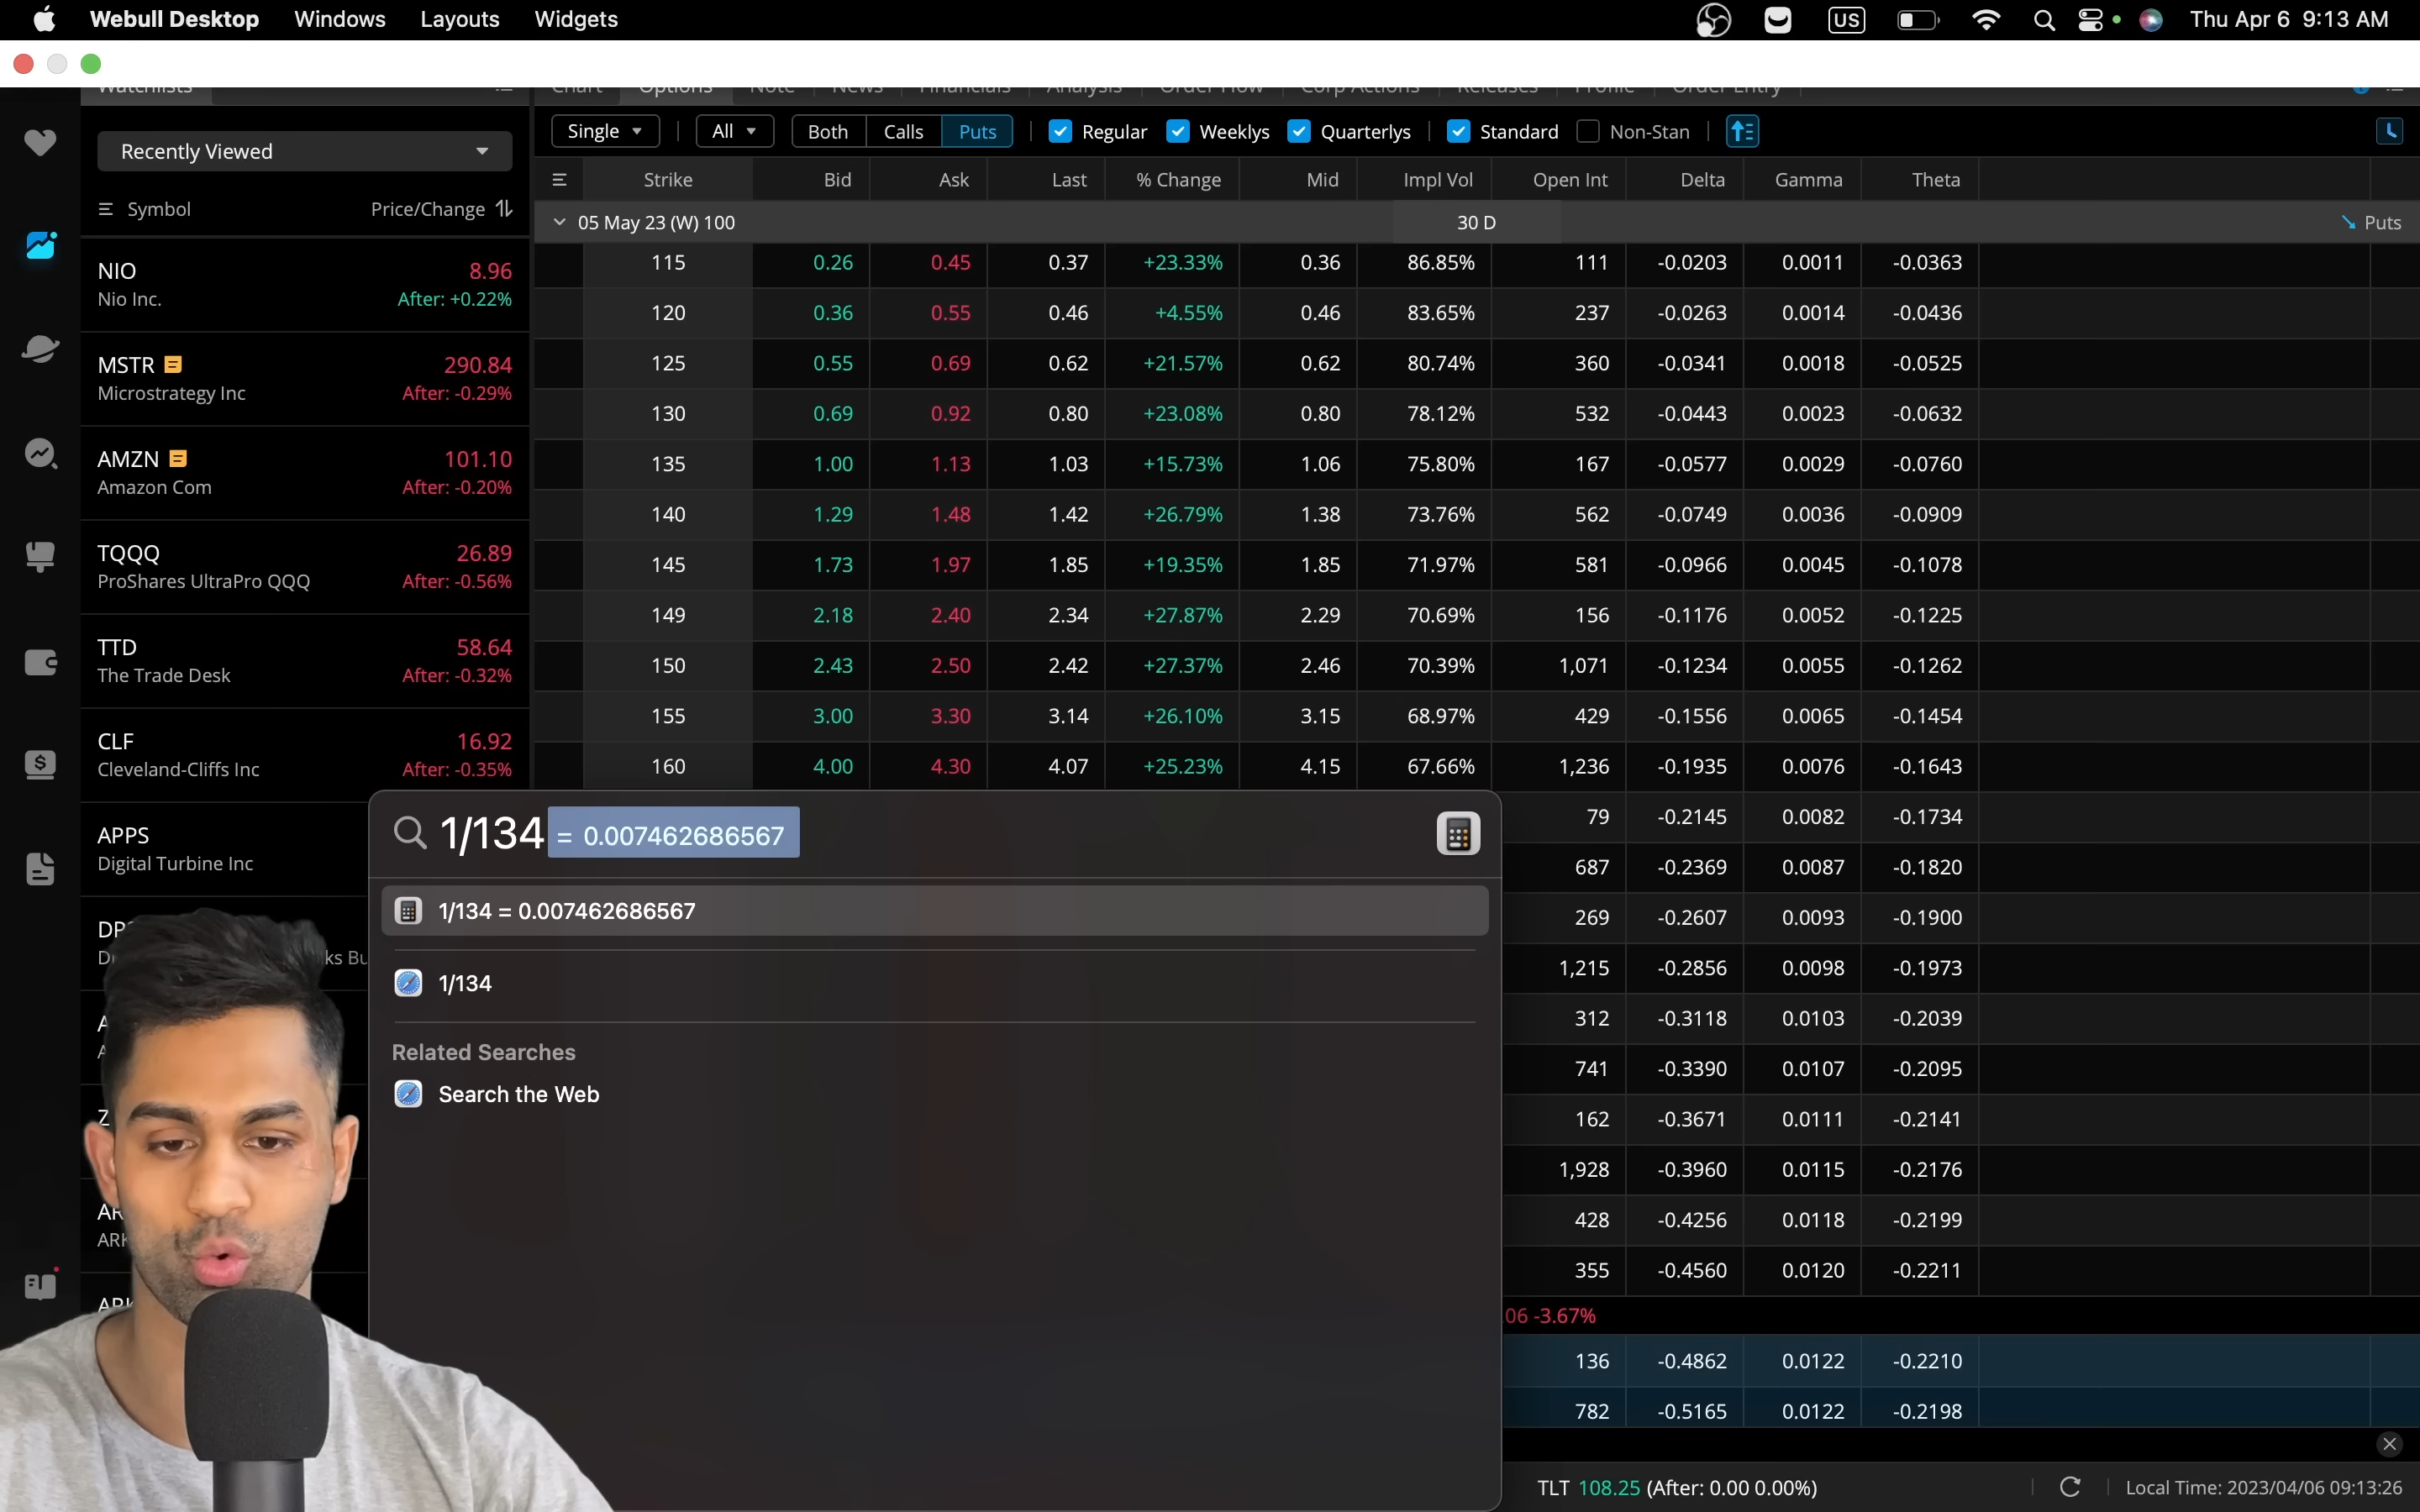 Webull Desktop Windows Layouts Widgets US Thu Apr 6 9:13 AM
Watchlists Chart Options Note News Financials Analysis Order Flow Corp Actions Releases Profile Order Entry
Recently Viewed
Symbol Price/Change
NIO 8.96
Nio Inc. After: +0.22%
MSTR 290.84
Microstrategy Inc After: -0.29%
AMZN 101.10
Amazon Com After: -0.20%
TQQQ 26.89
ProShares UltraPro QQQ After: -0.56%
TTD 58.64
The Trade Desk After: -0.32%
CLF 16.92
Cleveland-Cliffs Inc After: -0.35%
APPS
Digital Turbine Inc
ks Bu
Single All Both Calls Puts Regular Weeklys Quarterlys Standard Non-Stan
Strike Bid Ask Last % Change Mid Impl Vol Open Int Delta Gamma Theta
05 May 23 (W) 100 30 D Puts
115 0.26 0.45 0.37 +23.33% 0.36 86.85% 111 -0.0203 0.0011 -0.0363
120 0.36 0.55 0.46 +4.55% 0.46 83.65% 237 -0.0263 0.0014 -0.0436
125 0.55 0.69 0.62 +21.57% 0.62 80.74% 360 -0.0341 0.0018 -0.0525
130 0.69 0.92 0.80 +23.08% 0.80 78.12% 532 -0.0443 0.0023 -0.0632
135 1.00 1.13 1.03 +15.73% 1.06 75.80% 167 -0.0577 0.0029 -0.0760
140 1.29 1.48 1.42 +26.79% 1.38 73.76% 562 -0.0749 0.0036 -0.0909
145 1.73 1.97 1.85 +19.35% 1.85 71.97% 581 -0.0966 0.0045 -0.1078
149 2.18 2.40 2.34 +27.87% 2.29 70.69% 156 -0.1176 0.0052 -0.1225
150 2.43 2.50 2.42 +27.37% 2.46 70.39% 1,071 -0.1234 0.0055 -0.1262
155 3.00 3.30 3.14 +26.10% 3.15 68.97% 429 -0.1556 0.0065 -0.1454
160 4.00 4.30 4.07 +25.23% 4.15 67.66% 1,236 -0.1935 0.0076 -0.1643
79 -0.2145 0.0082 -0.1734
687 -0.2369 0.0087 -0.1820
269 -0.2607 0.0093 -0.1900
1,215 -0.2856 0.0098 -0.1973
312 -0.3118 0.0103 -0.2039
741 -0.3390 0.0107 -0.2095
162 -0.3671 0.0111 -0.2141
1,928 -0.3960 0.0115 -0.2176
428 -0.4256 0.0118 -0.2199
355 -0.4560 0.0120 -0.2211
06 -3.67%
136 -0.4862 0.0122 -0.2210
782 -0.5165 0.0122 -0.2198
1/134 = 0.007462686567
1/134 = 0.007462686567
1/134
Related Searches
Search the Web
TLT 108.25 (After: 0.00 0.00%) Local Time: 2023/04/06 09:13:26